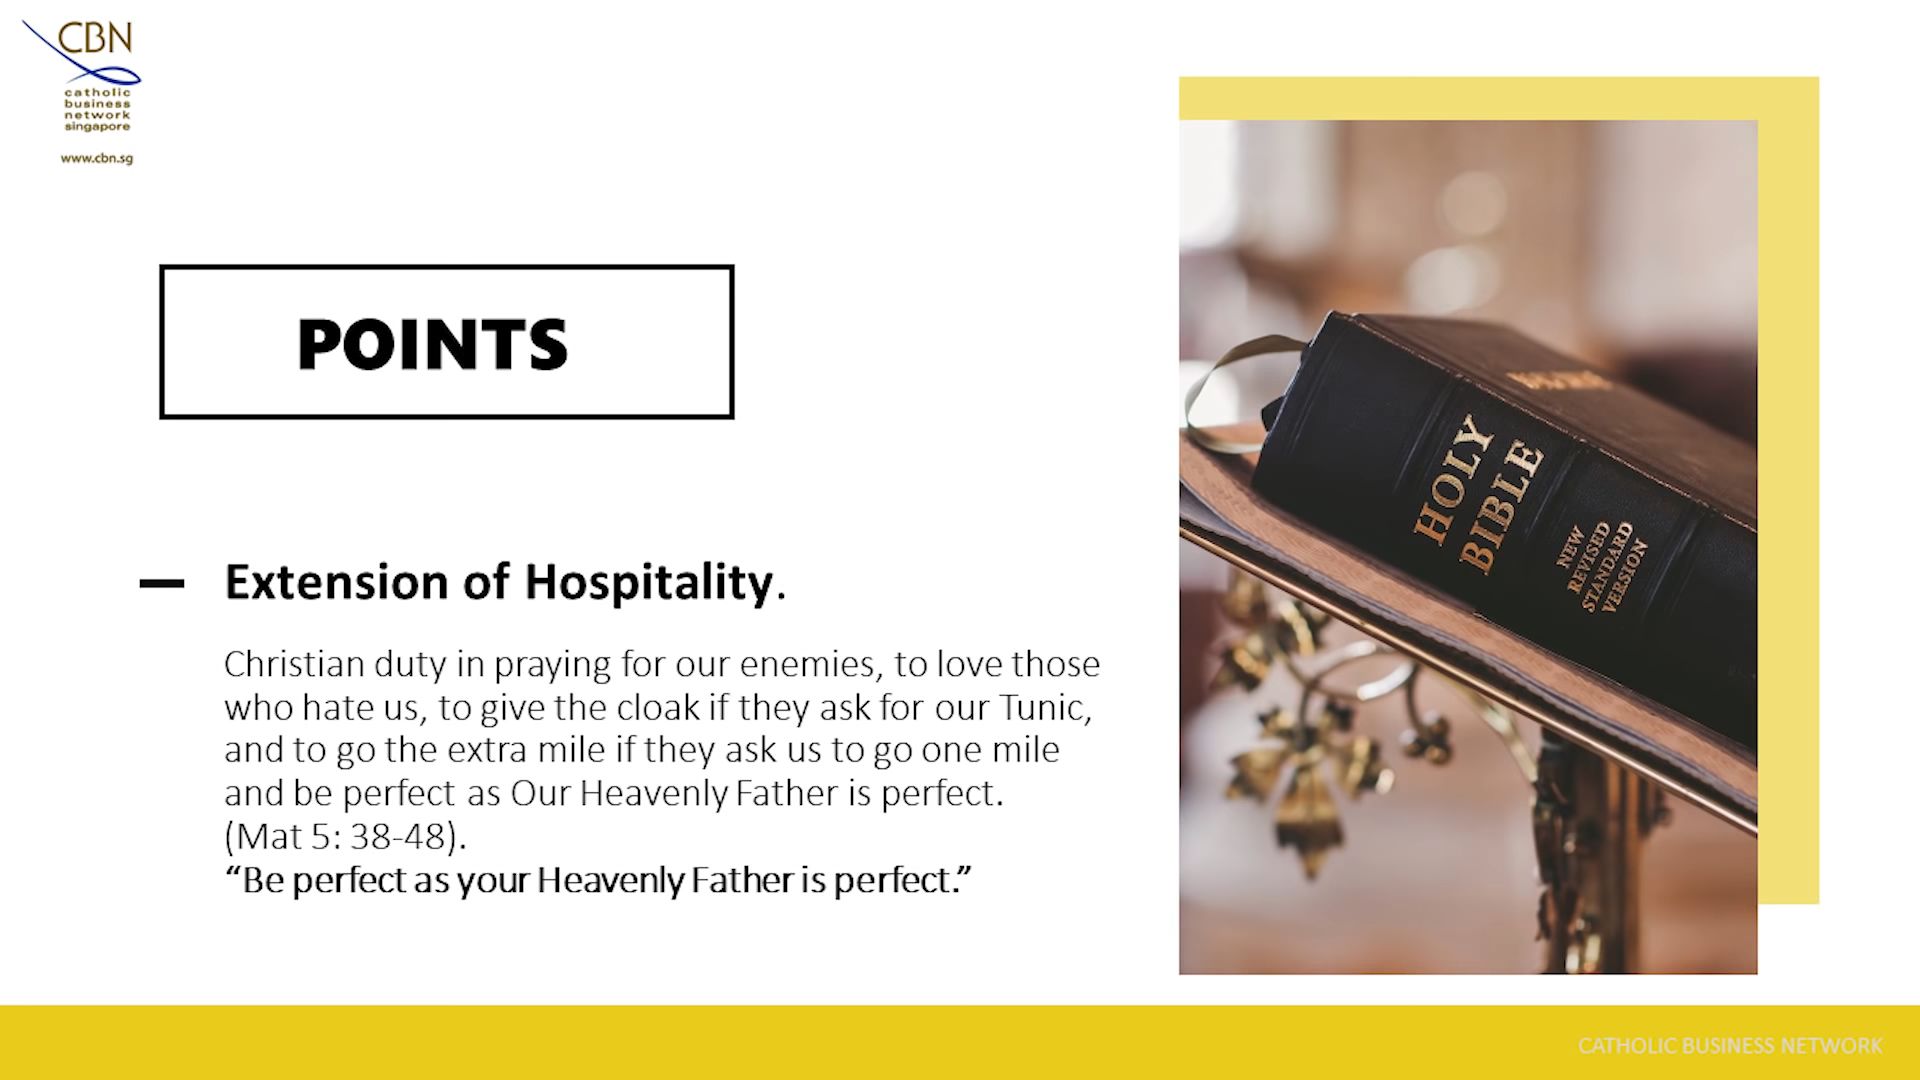 CBN
catholic
business
network
singapore
www.cbn.sg
POINTS
Extension of Hospitality.
Christian duty in praying for our enemies, to love those
who hate us, to give the cloak if they ask for our Tunic,
and to go the extra mile if they ask us to go one mile
and be perfect as Our Heavenly Father is perfect.
(Mat 5: 38-48).
“Be perfect as your Heavenly Father is perfect.”
HOLY
BIBLE
NEW
REVISED
STANDARD
VERSION
CATHOLIC BUSINESS NETWORK